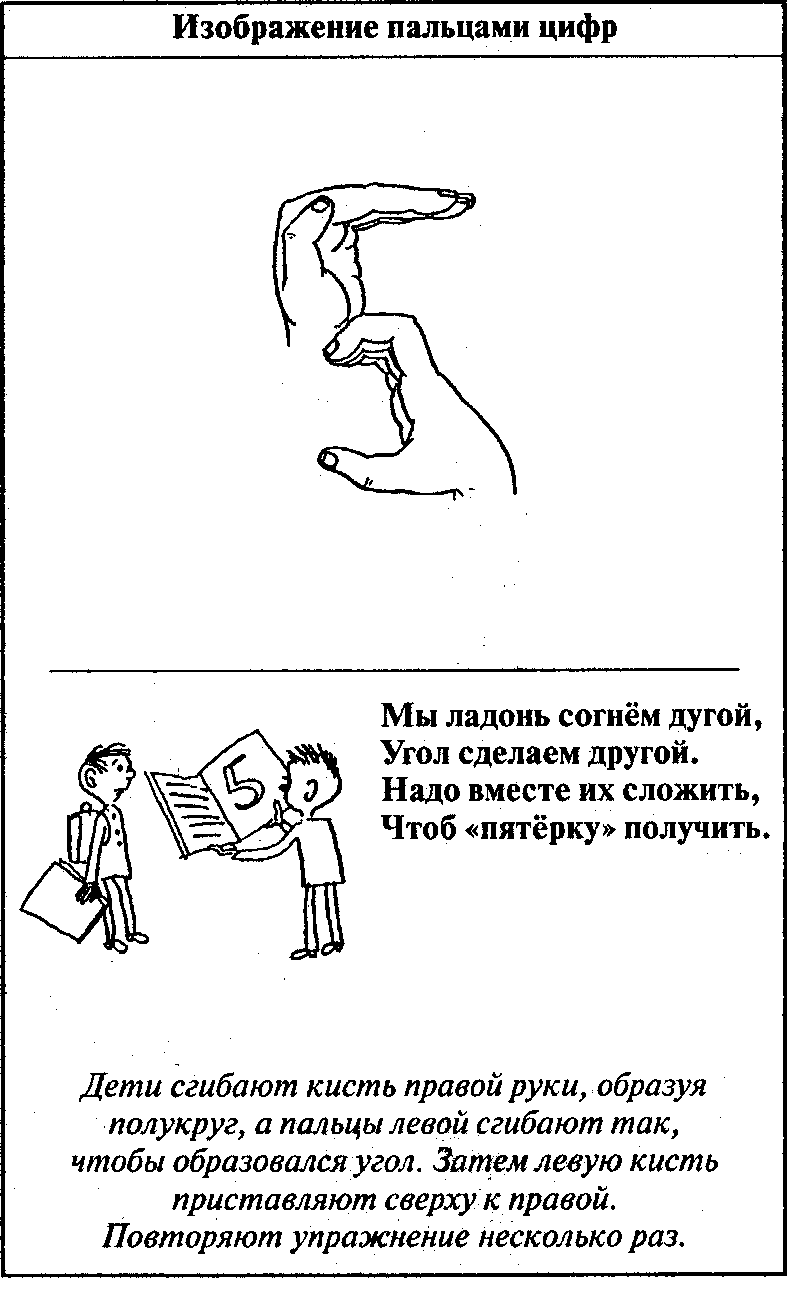 Изображение пальцами цифр
5
Мы ладонь согнём дугой,
Угол сделаем другой.
Надо вместе их сложить,
Чтоб «пятёрку» получить.
Дети сгибают кисть правой руки, образуя
полукруг, а пальцы левой сгибают так,
чтобы образовался угол. Затем левую кисть
приставляют сверху к правой.
Повторяют упражнение несколько раз.